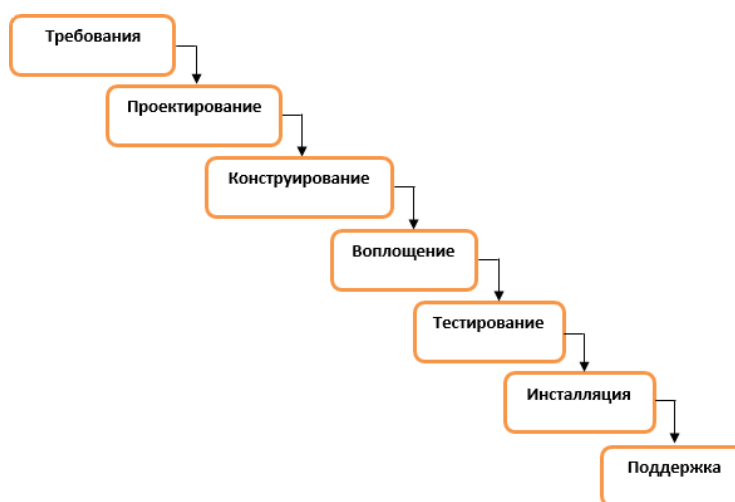 Требования
Проектирование
Конструирование
Воплощение
Тестирование
Инсталляция
Поддержка